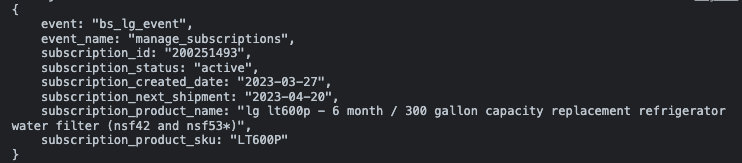 {
event: "bs_lg_event",
event_name: "manage_subscriptions",
subscription_id: "200251493",
subscription_status: "active",
subscription_created_date: "2023-03-27",
subscription_next_shipment: "2023-04-20",
subscription_product_name: "lg lt600p - 6 month / 300 gallon capacity replacement refrigerator
water filter (nsf42 and nsf53*)",
subscription_product_sku: "LT600P"
}